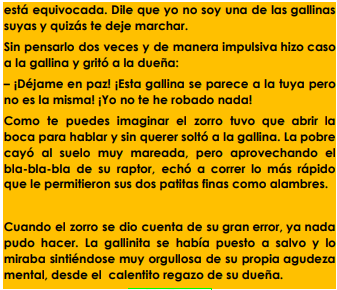 está equivocada. Dile que yo no soy una de las gallinas
suyas y quizás te deje marchar.
Sin pensarlo dos veces y de manera impulsiva hizo caso
a la gallina y gritó a la dueña:
– ¡Déjame en paz! ¡Esta gallina se parece a la tuya pero
no es la misma! ¡Yo no te he robado nada!
Como te puedes imaginar el zorro tuvo que abrir la
boca para hablar y sin querer soltó a la gallina. La pobre
cayó al suelo muy mareada, pero aprovechando el
bla-bla-bla de su raptor, echó a correr lo más rápido
que le permitieron sus dos patitas finas como alambres.
Cuando el zorro se dio cuenta de su gran error, ya nada
pudo hacer. La gallinita se había puesto a salvo y lo
miraba sintiéndose muy orgullosa de su propia agudeza
mental, desde el calentito regazo de su dueña.